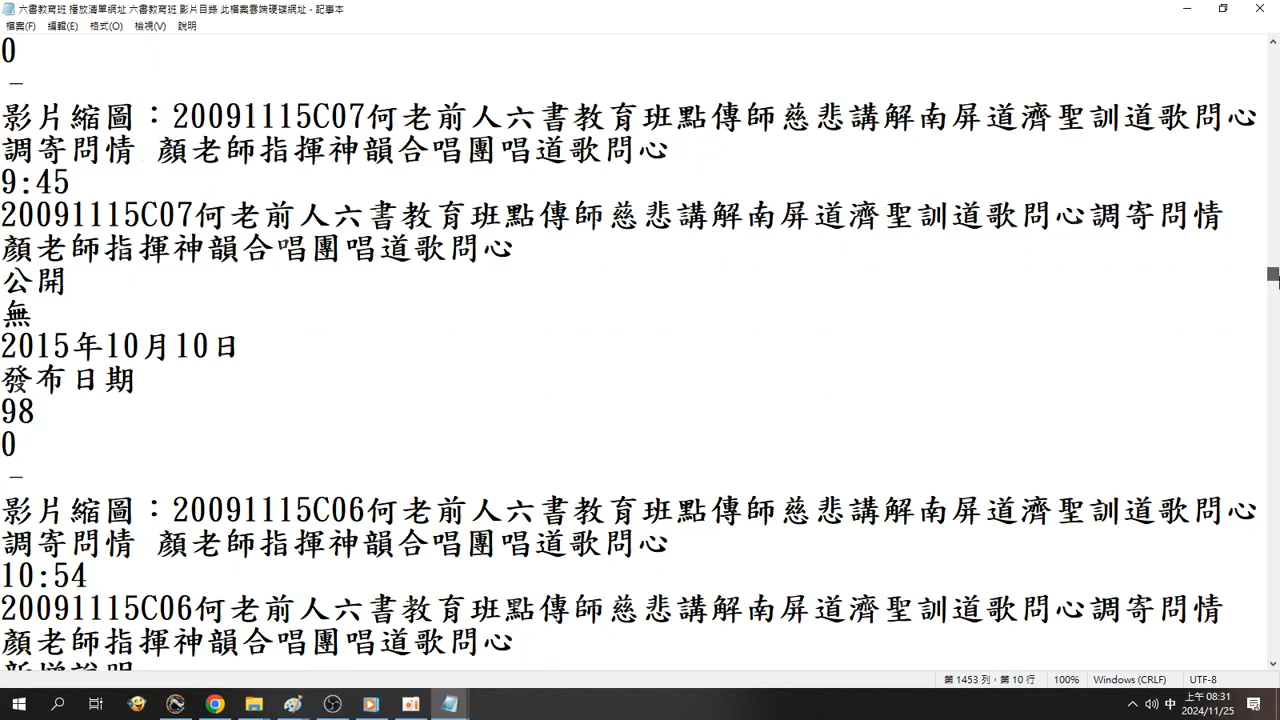 六書教育班 播放清單網址 六書教育班 影片目錄 此檔案雲端硬碟網址 - 記事本
檔案(F) 編輯(E) 格式(O) 檢視(V) 說明
0
–
影片縮圖：20091115C07何老前人六書教育班點傳師慈悲講解南屏道濟聖訓道歌問心
調寄問情 顏老師指揮神韻合唱團唱道歌問心
9:45
20091115C07何老前人六書教育班點傳師慈悲講解南屏道濟聖訓道歌問心調寄問情
顏老師指揮神韻合唱團唱道歌問心
公開
無
2015年10月10日
發布日期
98
0
–
影片縮圖：20091115C06何老前人六書教育班點傳師慈悲講解南屏道濟聖訓道歌問心
調寄問情 顏老師指揮神韻合唱團唱道歌問心
10:54
20091115C06何老前人六書教育班點傳師慈悲講解南屏道濟聖訓道歌問心調寄問情
顏老師指揮神韻合唱團唱道歌問心
新增說明
第 1453 列，第 10 行 100% Windows (CRLF) UTF-8
中 上午 08:31
2024/11/25